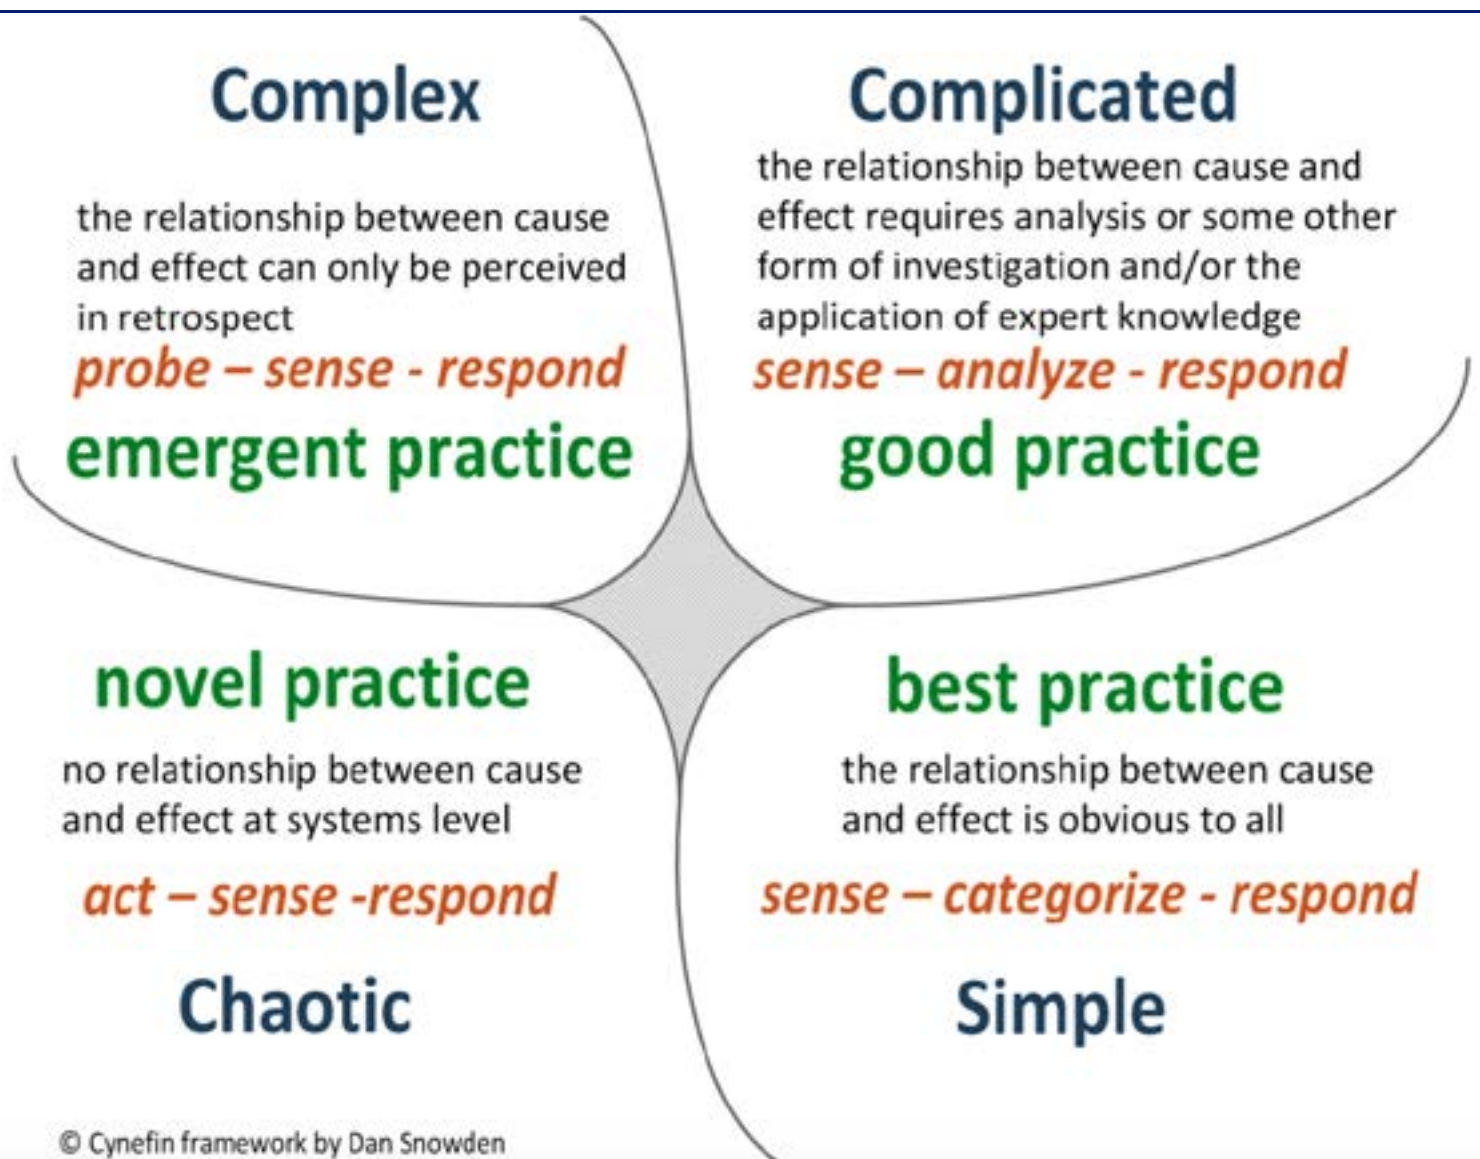 Complex
the relationship between cause
and effect can only be perceived
in retrospect
probe – sense - respond
emergent practice
Complicated
the relationship between cause and
effect requires analysis or some other
form of investigation and/or the
application of expert knowledge
sense – analyze - respond
good practice
novel practice
no relationship between cause
and effect at systems level
act – sense -respond
Chaotic
best practice
the relationship between cause
and effect is obvious to all
sense – categorize - respond
Simple
© Cynefin framework by Dan Snowden